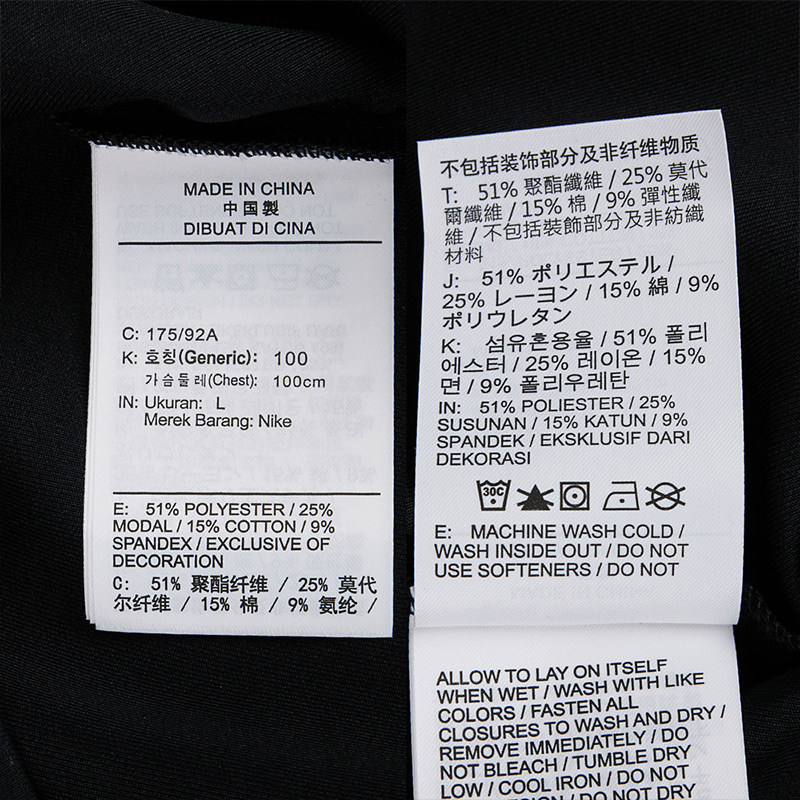 MADE IN CHINA
中国製
DIBUAT DI CINA
C: 175/92A
K: 호칭(Generic): 100
가슴둘레(Chest): 100cm
IN: Ukuran: L
Merek Barang: Nike
E: 51% POLYESTER / 25%
MODAL / 15% COTTON / 9%
SPANDEX / EXCLUSIVE OF
DECORATION
C: 51% 聚酯纤维 / 25% 莫代
尔纤维 / 15% 棉 / 9% 氨纶 /
不包括装饰部分及非纤维物质
T: 51% 聚酯纖維 / 25% 莫代
爾纖維 / 15% 棉 / 9% 彈性纖
維 / 不包括裝飾部分及非紡織
材料
J: 51% ポリエステル /
25% レーヨン / 15% 綿 / 9%
ポリウレタン
K: 섬유혼용율 / 51% 폴리
에스터 / 25% 레이온 / 15%
면 / 9% 폴리우레탄
IN: 51% POLIESTER / 25%
SUSUNAN / 15% KATUN / 9%
SPANDEK / EKSKLUSIF DARI
DEKORASI
30C
E: MACHINE WASH COLD /
WASH INSIDE OUT / DO NOT
USE SOFTENERS / DO NOT
ALLOW TO LAY ON ITSELF
WHEN WET / WASH WITH LIKE
COLORS / FASTEN ALL
CLOSURES TO WASH AND DRY /
REMOVE IMMEDIATELY / DO
NOT BLEACH / TUMBLE DRY
LOW / COOL IRON / DO NOT
DO NOT DRY